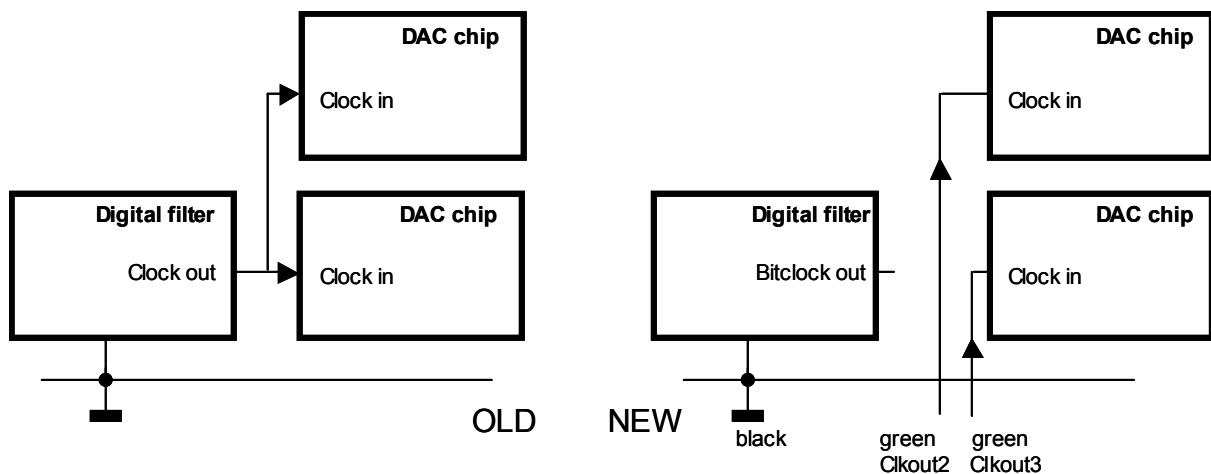 DAC chip
Clock in
Digital filter
Clock out
DAC chip
Clock in
OLD
DAC chip
Clock in
Digital filter
Bitclock out
DAC chip
Clock in
NEW
black
green
Clkout2
green
Clkout3